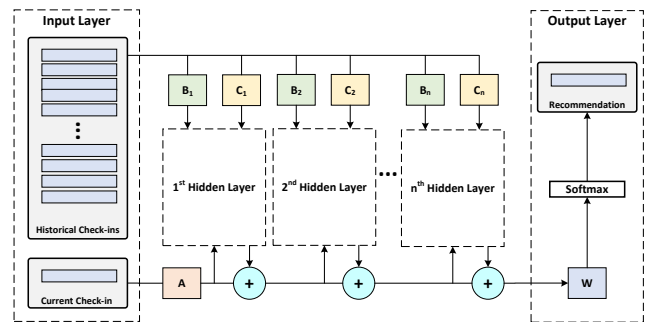 Input Layer
Output Layer
B1
C1
B2
C2
Bn
Cn
Recommendation
1st Hidden Layer
2nd Hidden Layer
nth Hidden Layer
Softmax
Historical Check-ins
A
+
+
+
W
Current Check-in